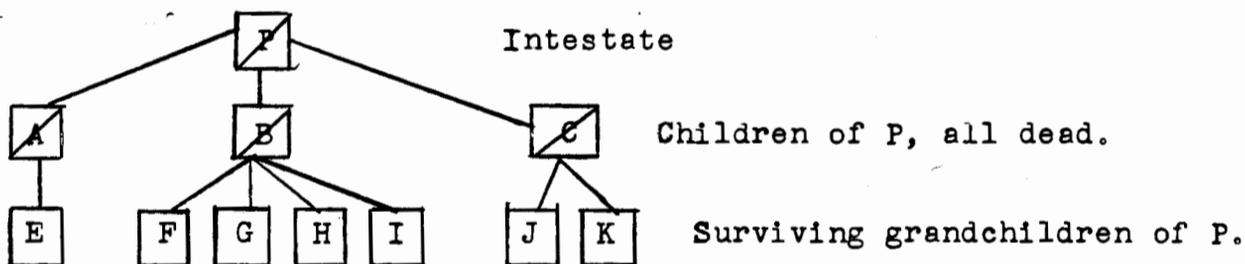 P Intestate
A B C Children of P, all dead.
E F G H I J K Surviving grandchildren of P.